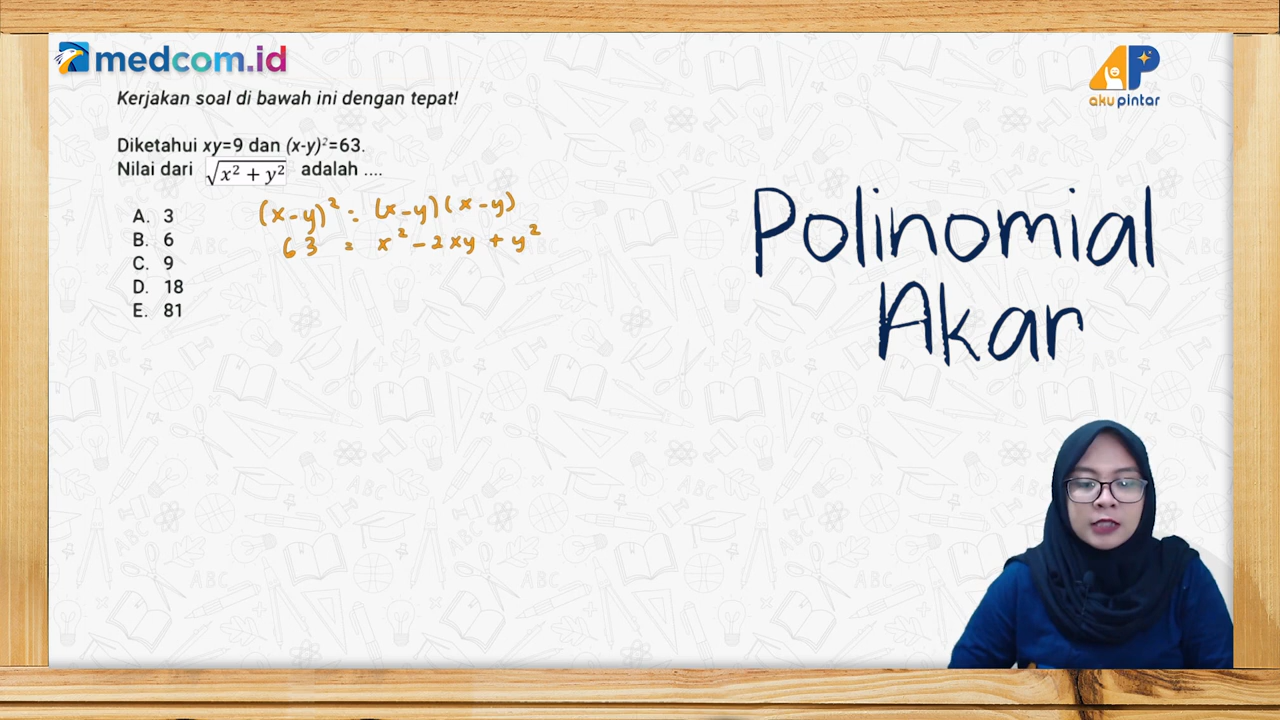 medcom.id
aku pintar
Kerjakan soal di bawah ini dengan tepat!
Diketahui xy=9 dan (x-y)²=63.
Nilai dari √(x² + y²) adalah ....
A. 3
B. 6
C. 9
D. 18
E. 81
(x-y)² = (x-y)(x-y)
63 = x² - 2xy + y²
Polinomial
Akar